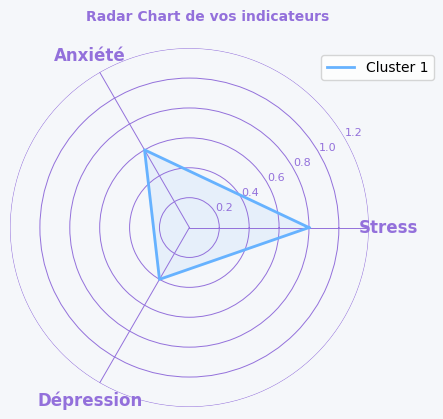 Radar Chart de vos indicateurs
Anxiété
Cluster 1
1.2
1.0
0.8
0.6
0.4
0.2
Stress
Dépression